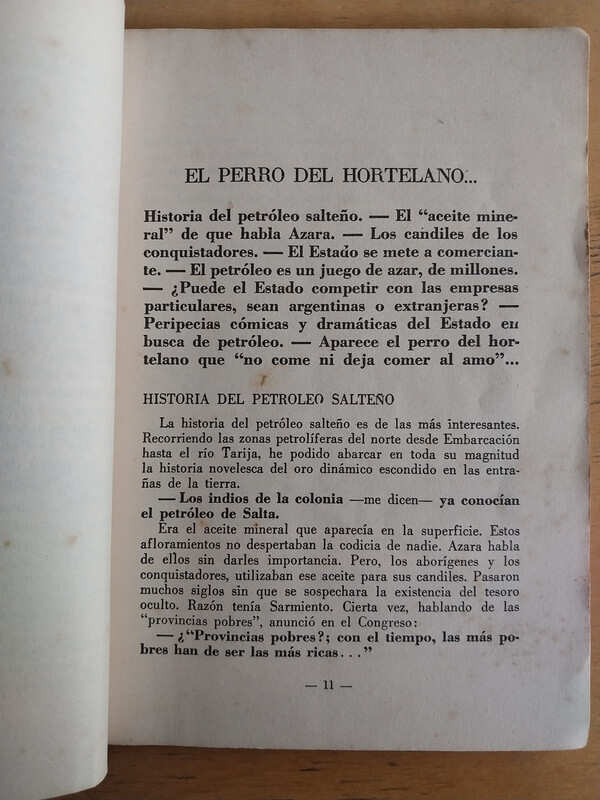 EL PERRO DEL HORTELANO...
Historia del petróleo salteño. — El “aceite mine-
ral” de que habla Azara. — Los candiles de los
conquistadores. — El Estado se mete a comercian-
te. — El petróleo es un juego de azar, de millones.
— ¿Puede el Estado competir con las empresas
particulares, sean argentinas o extranjeras? —
Peripecias cómicas y dramáticas del Estado en
busca de petróleo. — Aparece el perro del hor-
telano que “no come ni deja comer al amo”...
HISTORIA DEL PETROLEO SALTEÑO
La historia del petróleo salteño es de las más interesantes.
Recorriendo las zonas petrolíferas del norte desde Embarcación
hasta el río Tarija, he podido abarcar en toda su magnitud
la historia novelesca del oro dinámico escondido en las entra-
ñas de la tierra.
— Los indios de la colonia —me dicen— ya conocían
el petróleo de Salta.
Era el aceite mineral que aparecía en la superficie. Estos
afloramientos no despertaban la codicia de nadie. Azara habla
de ellos sin darles importancia. Pero, los aborígenes y los
conquistadores, utilizaban ese aceite para sus candiles. Pasaron
muchos siglos sin que se sospechara la existencia del tesoro
oculto. Razón tenía Sarmiento. Cierta vez, hablando de las
“provincias pobres”, anunció en el Congreso:
— ¿“Provincias pobres?; con el tiempo, las más po-
bres han de ser las más ricas...”
— 11 —